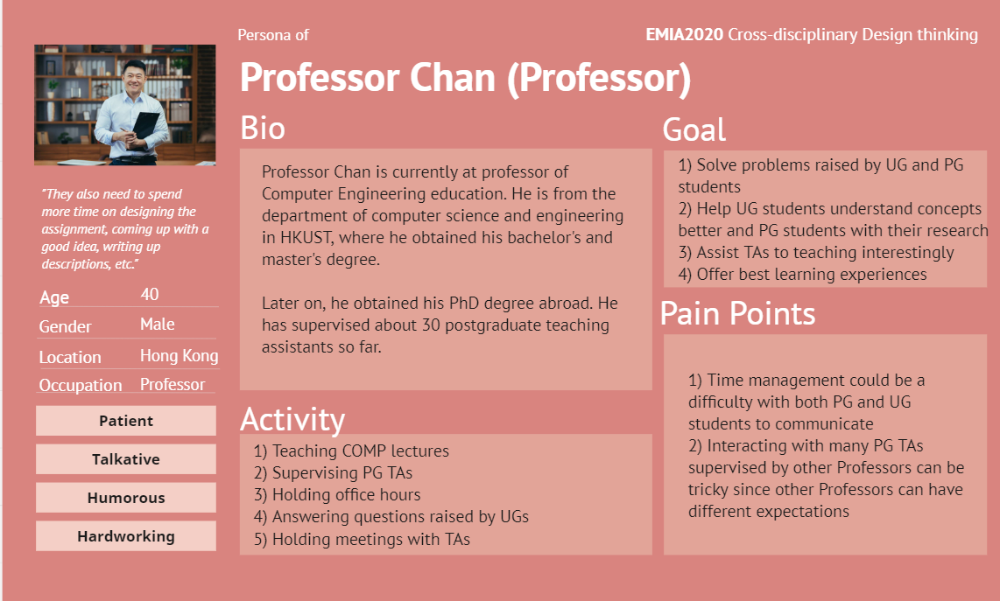 Persona of
EMIA2020 Cross-disciplinary Design thinking
Professor Chan (Professor)
"They also need to spend
more time on designing the
assignment, coming up with a
good idea, writing up
descriptions, etc."
Age 40
Gender Male
Location Hong Kong
Occupation Professor
Patient
Talkative
Humorous
Hardworking
Bio
Professor Chan is currently at professor of
Computer Engineering education. He is from the
department of computer science and engineering
in HKUST, where he obtained his bachelor's and
master's degree.
Later on, he obtained his PhD degree abroad. He
has supervised about 30 postgraduate teaching
assistants so far.
Activity
1) Teaching COMP lectures
2) Supervising PG TAs
3) Holding office hours
4) Answering questions raised by UGs
5) Holding meetings with TAs
Goal
1) Solve problems raised by UG and PG
students
2) Help UG students understand concepts
better and PG students with their research
3) Assist TAs to teaching interestingly
4) Offer best learning experiences
Pain Points
1) Time management could be a
difficulty with both PG and UG
students to communicate
2) Interacting with many PG TAs
supervised by other Professors can be
tricky since other Professors can have
different expectations